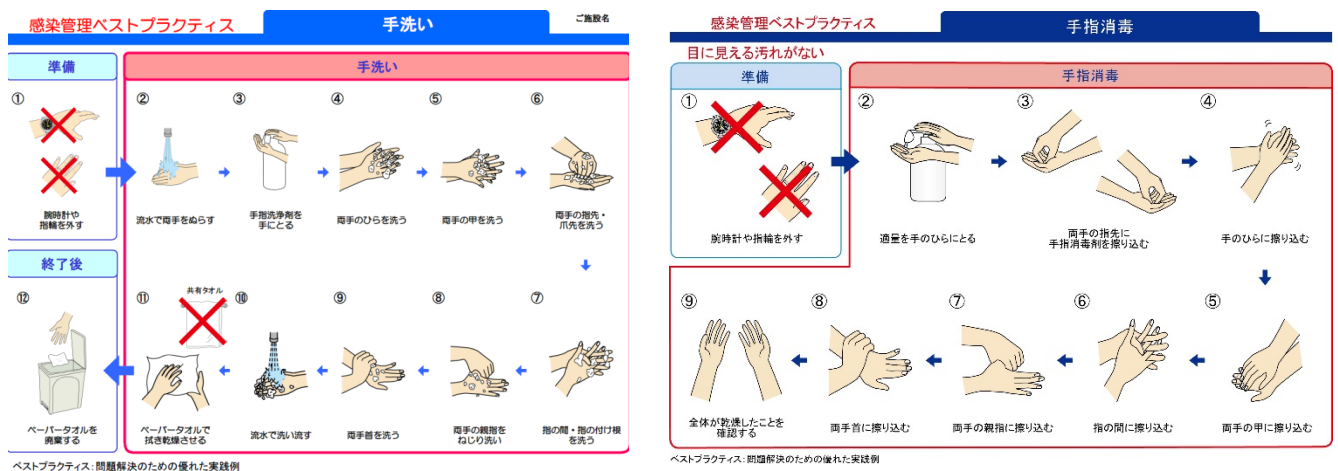 感染管理ベストプラクティス
手洗い
ご施設名
準備
手洗い
①
腕時計や
指輪を外す
②
流水で両手をぬらす
③
手指洗浄剤を
手にとる
④
両手のひらを洗う
⑤
両手の甲を洗う
⑥
両手の指先・
爪先を洗う
⑦
指の間・指の付け根
を洗う
⑧
両手の親指を
ねじり洗い
⑨
両手首を洗う
⑩
流水で洗い流す
⑪
共有タオル
ペーパータオルで
拭き乾燥させる
終了後
⑫
ペーパータオルを
廃棄する
ベストプラクティス：問題解決のための優れた実践例
感染管理ベストプラクティス
手指消毒
目に見える汚れがない
準備
手指消毒
①
腕時計や指輪を外す
②
適量を手のひらにとる
③
両手の指先に
手指消毒剤を擦り込む
④
手のひらに擦り込む
⑤
両手の甲に擦り込む
⑥
指の間に擦り込む
⑦
両手の親指に擦り込む
⑧
両手首に擦り込む
⑨
全体が乾燥したことを
確認する
ベストプラクティス：問題解決のための優れた実践例